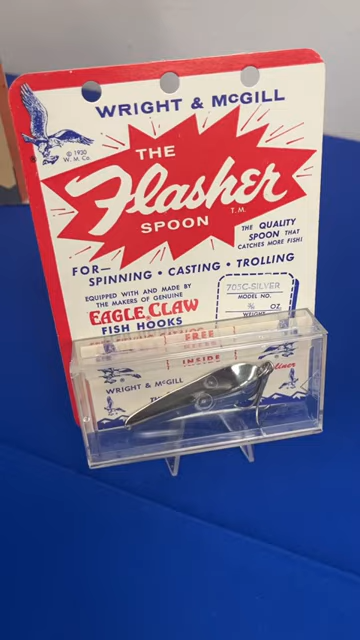 WRIGHT & McGILL
© 1930
W. M. Co.
THE
Flasher
SPOON
T.M.
THE QUALITY
SPOON THAT
CATCHES MORE FISH!
FOR—
SPINNING • CASTING • TROLLING
EQUIPPED WITH AND MADE BY
THE MAKERS OF GENUINE
EAGLE CLAW
FISH HOOKS
705C-SILVER
MODEL NO.
OZ.
WEIGHT
FREE
INSIDE
WRIGHT & McGILL